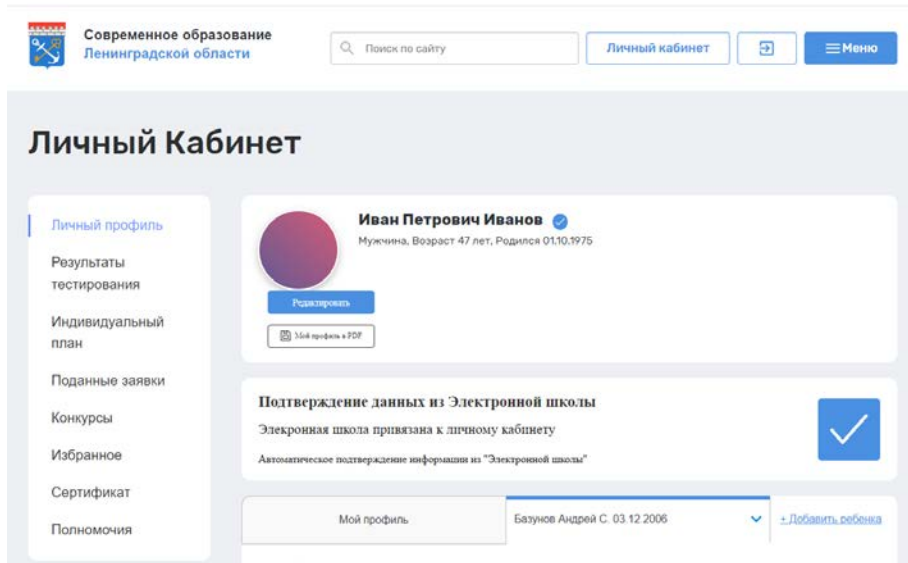 Современное образование
Ленинградской области
Поиск по сайту
Личный кабинет
Меню
Личный Кабинет
Личный профиль
Результаты
тестирования
Индивидуальный
план
Поданные заявки
Конкурсы
Избранное
Сертификат
Полномочия
Иван Петрович Иванов
Мужчина, Возраст 47 лет, Родился 01.10.1975
Редактировать
Мой профиль в PDF
Подтверждение данных из Электронной школы
Элекронная школа привязана к личному кабинету
Автоматическое подтверждение информации из "Электронной школы"
Мой профиль
Базунов Андрей С. 03.12.2006
+ Добавить ребенка